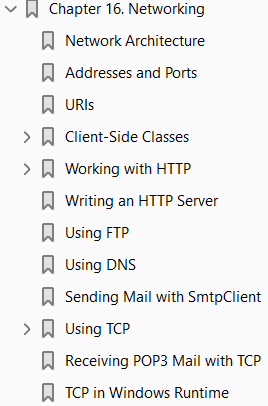 Chapter 16. Networking
Network Architecture
Addresses and Ports
URIs
Client-Side Classes
Working with HTTP
Writing an HTTP Server
Using FTP
Using DNS
Sending Mail with SmtpClient
Using TCP
Receiving POP3 Mail with TCP
TCP in Windows Runtime